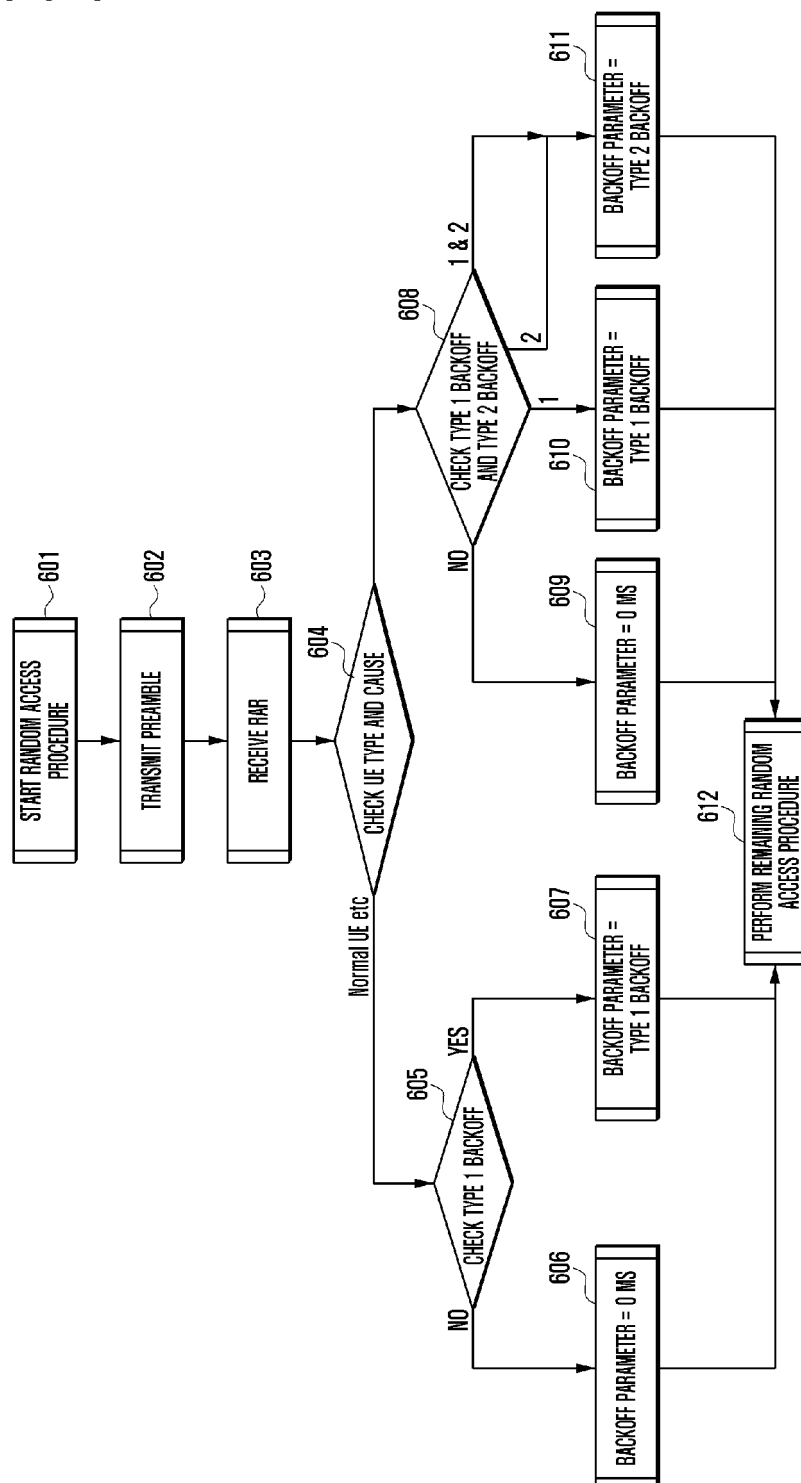 601
START RANDOM ACCESS
PROCEDURE
602
TRANSMIT PREAMBLE
603
RECEIVE RAR
604
CHECK UE TYPE AND CAUSE
Normal UE etc
605
CHECK TYPE 1 BACKOFF
NO
YES
606
BACKOFF PARAMETER = 0 MS
607
BACKOFF PARAMETER =
TYPE 1 BACKOFF
608
CHECK TYPE 1 BACKOFF
AND TYPE 2 BACKOFF
NO
1
2
1 & 2
609
BACKOFF PARAMETER = 0 MS
610
BACKOFF PARAMETER =
TYPE 1 BACKOFF
611
BACKOFF PARAMETER =
TYPE 2 BACKOFF
612
PERFORM REMAINING RANDOM
ACCESS PROCEDURE